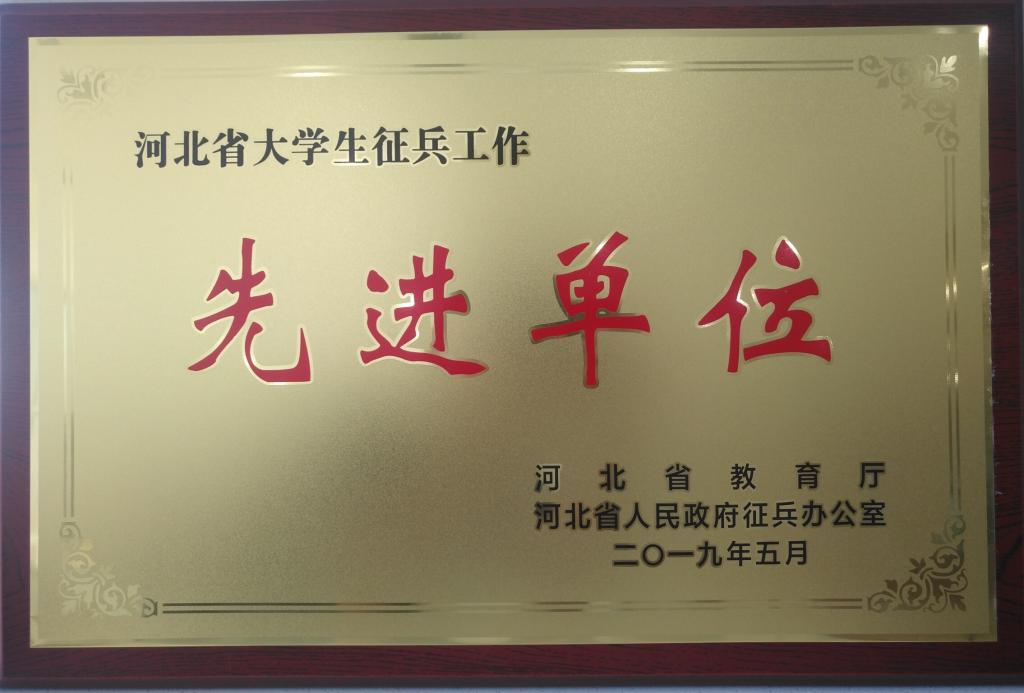 河北省大学生征兵工作
先进单位
河北省教育厅
河北省人民政府征兵办公室
二〇一九年五月